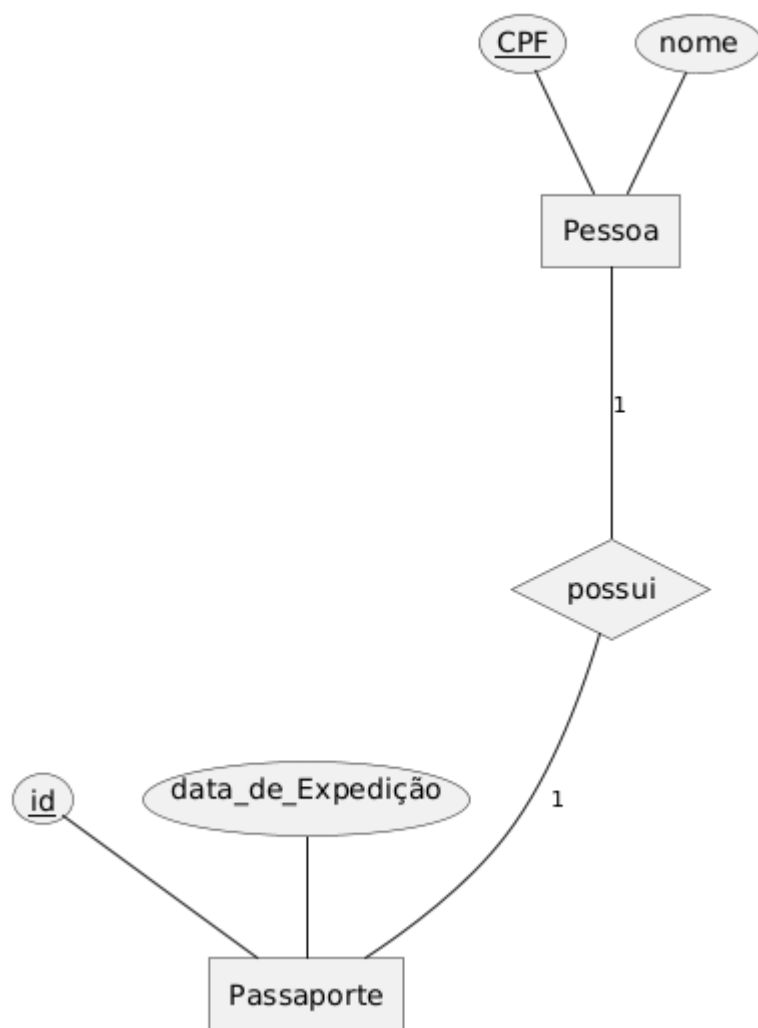 CPF
nome
Pessoa
1
possui
id
data_de_Expedição
1
Passaporte